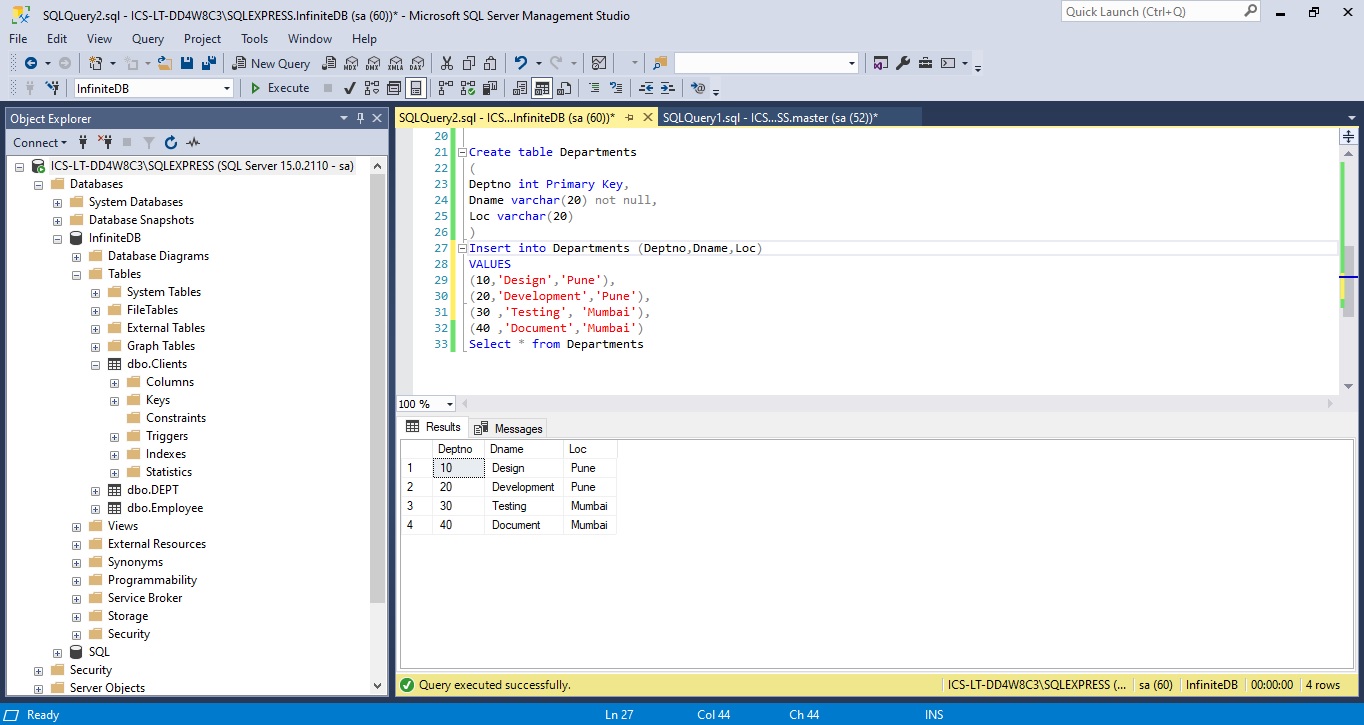 SQLQuery2.sql - ICS-LT-DD4W8C3\SQLEXPRESS.InfiniteDB (sa (60))* - Microsoft SQL Server Management Studio
Quick Launch (Ctrl+Q)
File Edit View Query Project Tools Window Help
New Query MDX DMX XMLA DAX
InfiniteDB
Execute
Object Explorer
Connect
ICS-LT-DD4W8C3\SQLEXPRESS (SQL Server 15.0.2110 - sa)
Databases
System Databases
Database Snapshots
InfiniteDB
Database Diagrams
Tables
System Tables
FileTables
External Tables
Graph Tables
dbo.Clients
Columns
Keys
Constraints
Triggers
Indexes
Statistics
dbo.DEPT
dbo.Employee
Views
External Resources
Synonyms
Programmability
Service Broker
Storage
Security
SQL
Security
Server Objects
SQLQuery2.sql - ICS...InfiniteDB (sa (60))* SQLQuery1.sql - ICS...SS.master (sa (52))*
20
21 Create table Departments
22 (
23 Deptno int Primary Key,
24 Dname varchar(20) not null,
25 Loc varchar(20)
26 )
27 Insert into Departments (Deptno,Dname,Loc)
28 VALUES
29 (10,'Design','Pune'),
30 (20,'Development','Pune'),
31 (30 ,'Testing', 'Mumbai'),
32 (40 ,'Document','Mumbai')
33 Select * from Departments
100 %
Results Messages
Deptno Dname Loc
1 10 Design Pune
2 20 Development Pune
3 30 Testing Mumbai
4 40 Document Mumbai
Query executed successfully. ICS-LT-DD4W8C3\SQLEXPRESS (... sa (60) InfiniteDB 00:00:00 4 rows
Ready Ln 27 Col 44 Ch 44 INS